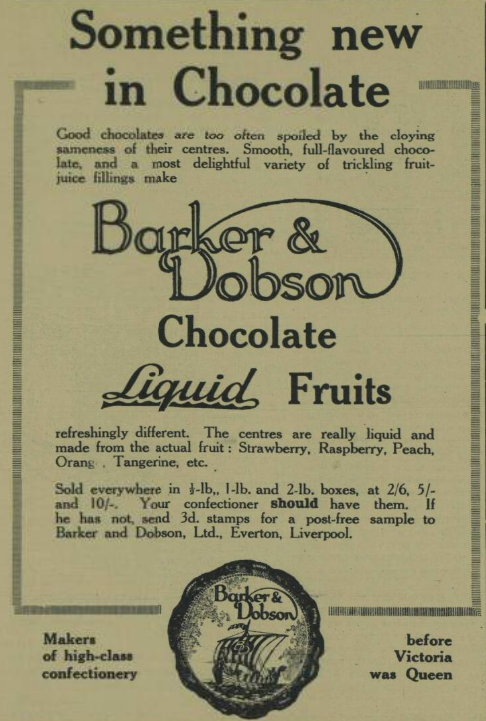 Something new
in Chocolate
Good chocolates are too often spoiled by the cloying
sameness of their centres. Smooth, full-flavoured choco-
late, and a most delightful variety of trickling fruit-
juice fillings make
Barker &
Dobson
Chocolate
Liquid Fruits
refreshingly different. The centres are really liquid and
made from the actual fruit : Strawberry, Raspberry, Peach,
Orang , Tangerine, etc.
Sold everywhere in ½-lb,, 1-lb. and 2-lb. boxes, at 2/6, 5/-
and 10/-. Your confectioner should have them. If
he has not, send 3d. stamps for a post-free sample to
Barker and Dobson, Ltd., Everton, Liverpool.
Barker &
Dobson
Makers
of high-class
confectionery
before
Victoria
was Queen